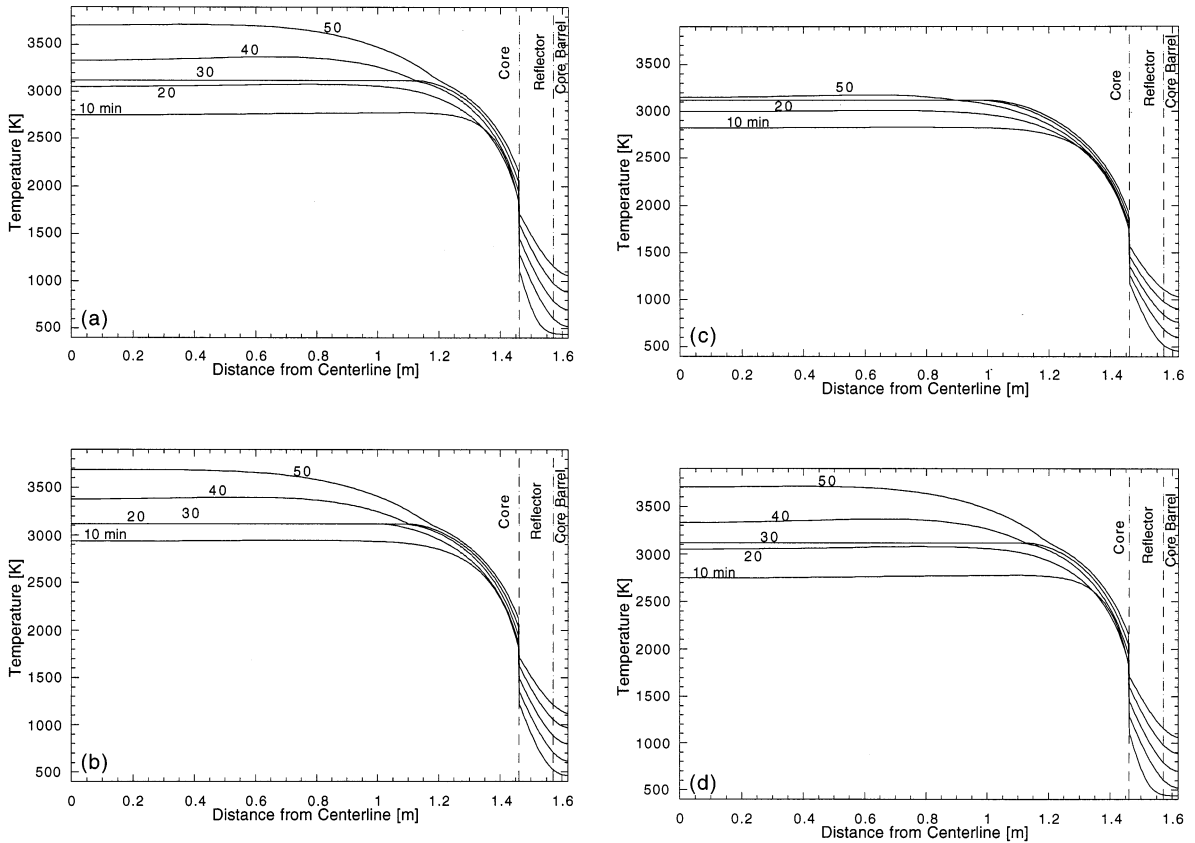 3500
3000
2500
2000
1500
1000
500
Temperature [K]
50
40
30
20
10 min
Core
Reflector
Core Barrel
(a)
0 0.2 0.4 0.6 0.8 1 1.2 1.4 1.6
Distance from Centerline [m]
3500
3000
2500
2000
1500
1000
500
Temperature [K]
50
20
10 min
Core
Reflector
Core Barrel
(c)
0 0.2 0.4 0.6 0.8 1 1.2 1.4 1.6
Distance from Centerline [m]
3500
3000
2500
2000
1500
1000
500
Temperature [K]
50
40
20 30
10 min
Core
Reflector
Core Barrel
(b)
0 0.2 0.4 0.6 0.8 1 1.2 1.4 1.6
Distance from Centerline [m]
3500
3000
2500
2000
1500
1000
500
Temperature [K]
50
40
30
20
10 min
Core
Reflector
Core Barrel
(d)
0 0.2 0.4 0.6 0.8 1 1.2 1.4 1.6
Distance from Centerline [m]